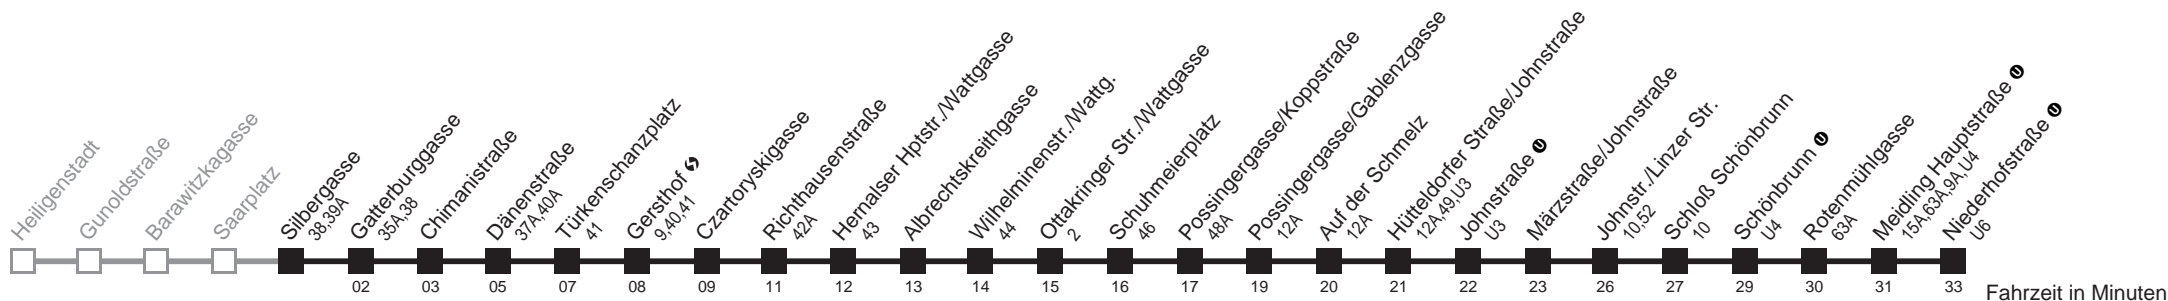 Heiligenstadt
Gunoldstraße
Barawitzkagasse
Saarplatz
Silbergasse
38,39A
Gatterburggasse
35A,38
Chimanistraße
Dänenstraße
37A,40A
Türkenschanzplatz
41
Gersthof
9,40,41
Czartoryskigasse
Richthausenstraße
42A
Hernalser Hptstr./Wattgasse
43
Albrechtskreithgasse
Wilhelminenstr./Wattg.
44
Ottakringer Str./Wattgasse
2
Schuhmeierplatz
46
Possingergasse/Koppstraße
48A
Possingergasse/Gablenzgasse
12A
Auf der Schmelz
12A
Hütteldorfer Straße/Johnstraße
12A,49,U3
Johnstraße U
U3
Märzstraße/Johnstraße
Johnstr./Linzer Str.
10,52
Schloß Schönbrunn
10
Schönbrunn U
U4
Rotenmühlgasse
63A
Meidling Hauptstraße U
15A,63A,9A,U4
Niederhofstraße U
U6
02 03 05 07 08 09 11 12 13 14 15 16 17 19 20 21 22 23 26 27 29 30 31 33 Fahrzeit in Minuten